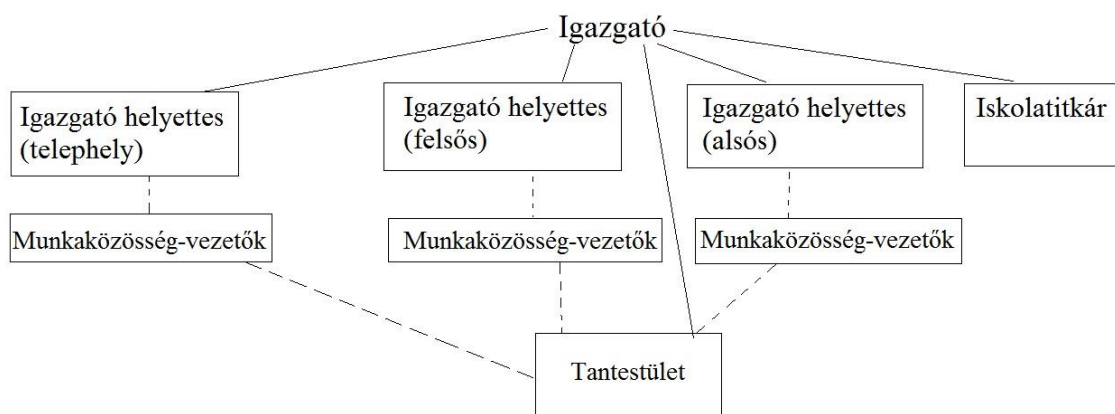 Igazgató
Igazgató helyettes
(telephely)
Igazgató helyettes
(felsős)
Igazgató helyettes
(alsós)
Iskolatitkár
Munkaközösség-vezetők
Munkaközösség-vezetők
Munkaközösség-vezetők
Tantestület